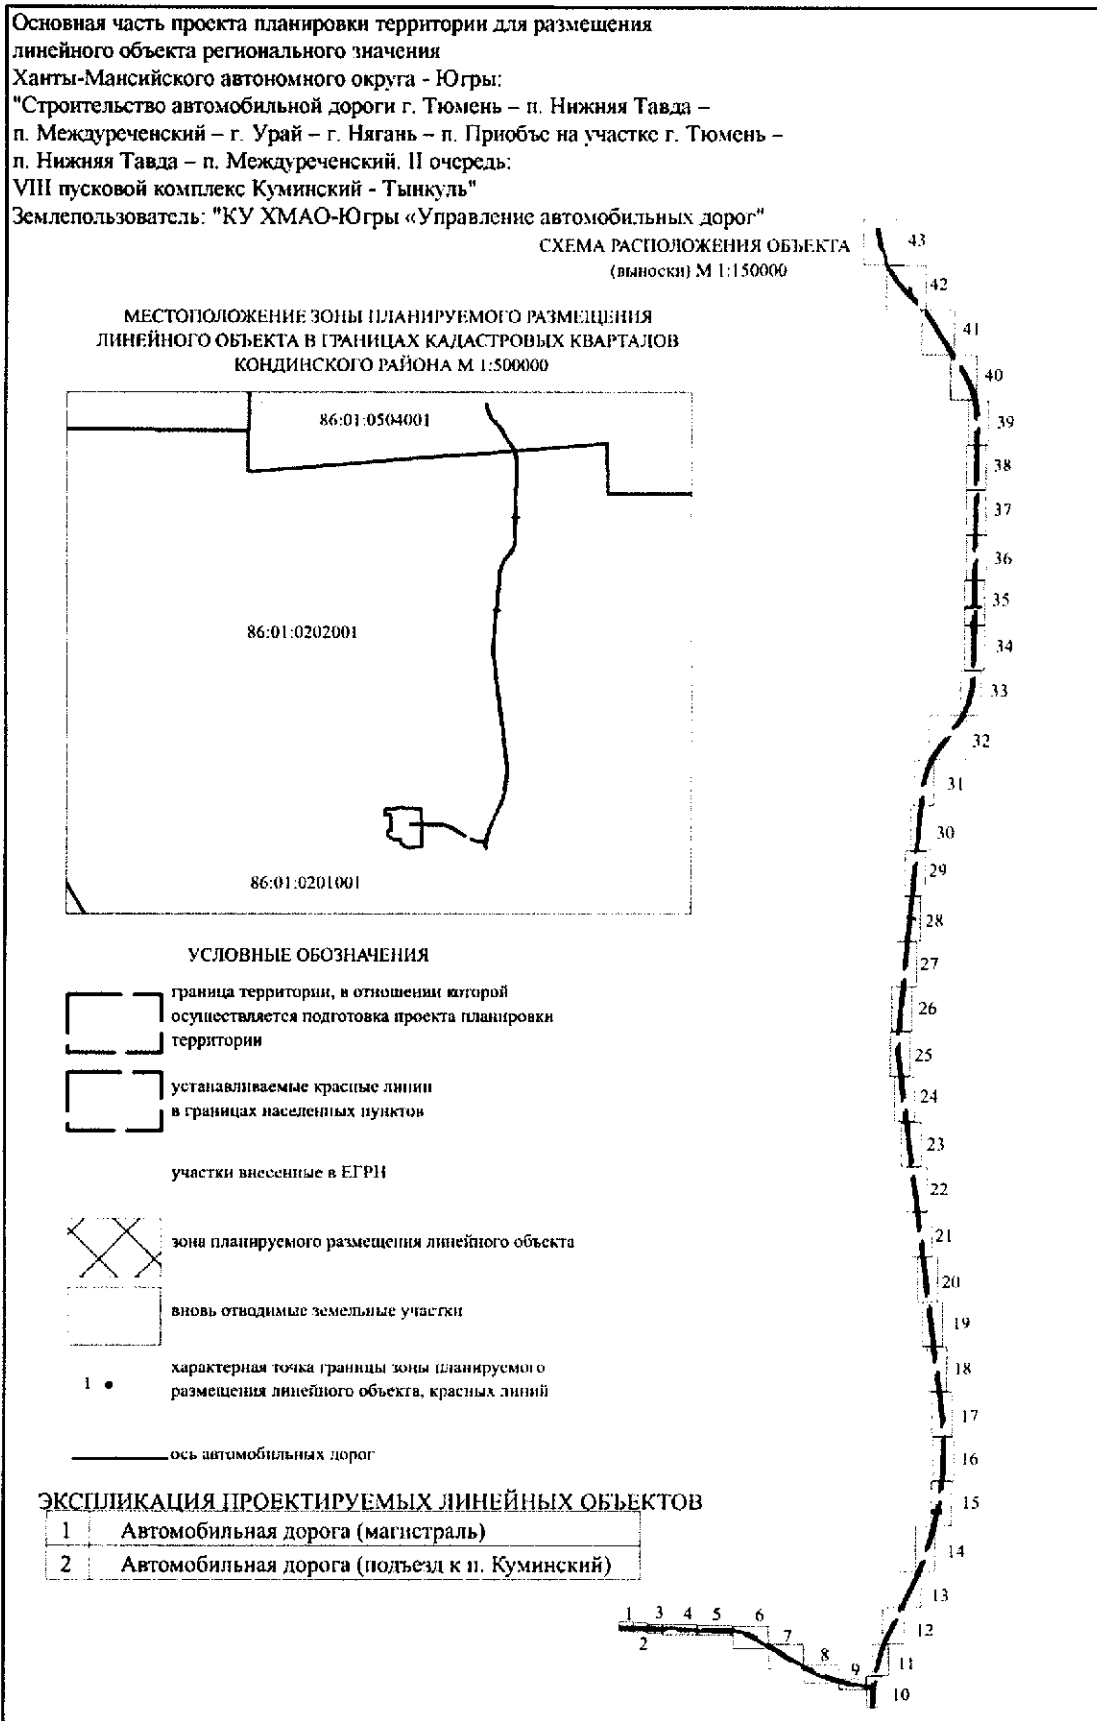 Основная часть проекта планировки территории для размещения
линейного объекта регионального значения
Ханты-Мансийского автономного округа - Югры:
"Строительство автомобильной дороги г. Тюмень – п. Нижняя Тавда –
п. Междуреченский – г. Урай – г. Нягань – п. Приобье на участке г. Тюмень –
п. Нижняя Тавда – п. Междуреченский. II очередь:
VIII пусковой комплекс Куминский - Тынкуль"
Землепользователь: "КУ ХМАО-Югры «Управление автомобильных дорог"
СХЕМА РАСПОЛОЖЕНИЯ ОБЪЕКТА
(выноски) М 1:150000
МЕСТОПОЛОЖЕНИЕ ЗОНЫ ПЛАНИРУЕМОГО РАЗМЕЩЕНИЯ
ЛИНЕЙНОГО ОБЪЕКТА В ГРАНИЦАХ КАДАСТРОВЫХ КВАРТАЛОВ
КОНДИНСКОГО РАЙОНА М 1:500000
86:01:0504001
86:01:0202001
86:01:0201001
УСЛОВНЫЕ ОБОЗНАЧЕНИЯ
граница территории, в отношении которой
осуществляется подготовка проекта планировки
территории
устанавливаемые красные линии
в границах населенных пунктов
участки внесенные в ЕГРН
зона планируемого размещения линейного объекта
вновь отводимые земельные участки
1
характерная точка границы зоны планируемого
размещения линейного объекта, красных линий
ось автомобильных дорог
ЭКСПЛИКАЦИЯ ПРОЕКТИРУЕМЫХ ЛИНЕЙНЫХ ОБЪЕКТОВ
1 Автомобильная дорога (магистраль)
2 Автомобильная дорога (подъезд к п. Куминский)
43
42
41
40
39
38
37
36
35
34
33
32
31
30
29
28
27
26
25
24
23
22
21
20
19
18
17
16
15
14
13
12
11
10
1
2
3
4
5
6
7
8
9